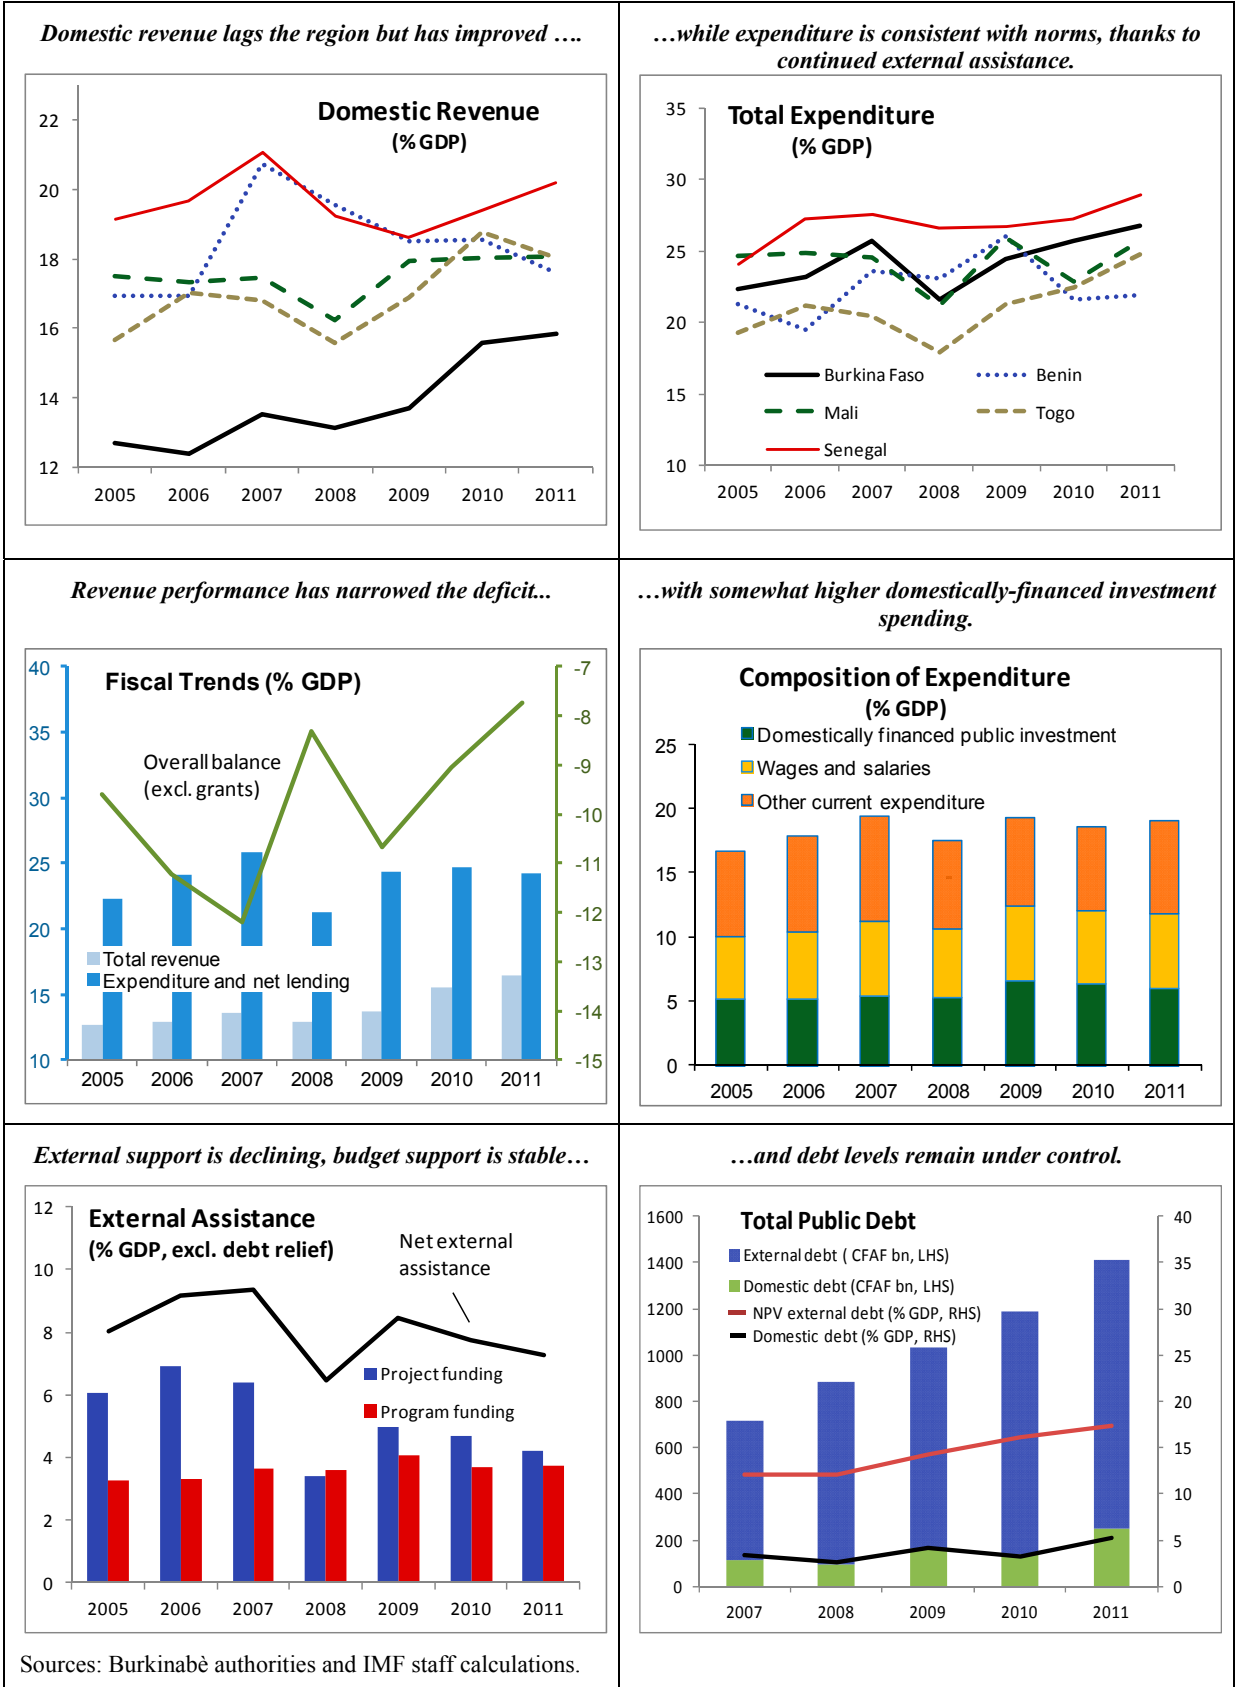 Domestic revenue lags the region but has improved ….
Domestic Revenue
(% GDP)
22
20
18
16
14
12
2005 2006 2007 2008 2009 2010 2011
…while expenditure is consistent with norms, thanks to
continued external assistance.
Total Expenditure
(% GDP)
35
30
25
20
15
10
Burkina Faso
Benin
Mali
Togo
Senegal
2005 2006 2007 2008 2009 2010 2011
Revenue performance has narrowed the deficit...
Fiscal Trends (% GDP)
40
35
30
25
20
15
10
-7
-8
-9
-10
-11
-12
-13
-14
-15
Overall balance
(excl. grants)
Total revenue
Expenditure and net lending
2005 2006 2007 2008 2009 2010 2011
…with somewhat higher domestically-financed investment
spending.
Composition of Expenditure
(% GDP)
Domestically financed public investment
Wages and salaries
Other current expenditure
25
20
15
10
5
0
2005 2006 2007 2008 2009 2010 2011
External support is declining, budget support is stable…
External Assistance
(% GDP, excl. debt relief)
Net external
assistance
12
10
8
6
4
2
0
Project funding
Program funding
2005 2006 2007 2008 2009 2010 2011
…and debt levels remain under control.
Total Public Debt
External debt ( CFAF bn, LHS)
Domestic debt (CFAF bn, LHS)
NPV external debt (% GDP, RHS)
Domestic debt (% GDP, RHS)
1600
1400
1200
1000
800
600
400
200
0
40
35
30
25
20
15
10
5
0
2007 2008 2009 2010 2011
Sources: Burkinabè authorities and IMF staff calculations.